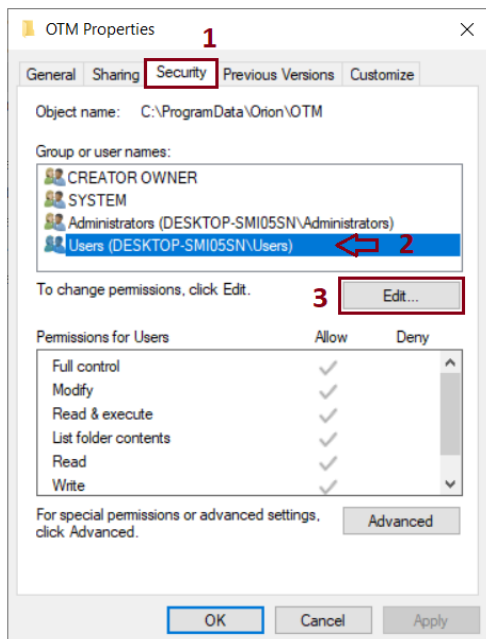 OTM Properties
1
General Sharing Security Previous Versions Customize
Object name: C:\ProgramData\Orion\OTM
Group or user names:
CREATOR OWNER
SYSTEM
Administrators (DESKTOP-SMI05SN\Administrators)
Users (DESKTOP-SMI05SN\Users) 2
To change permissions, click Edit. 3 Edit...
Permissions for Users Allow Deny
Full control
Modify
Read & execute
List folder contents
Read
Write
For special permissions or advanced settings, Advanced
click Advanced.
OK Cancel Apply